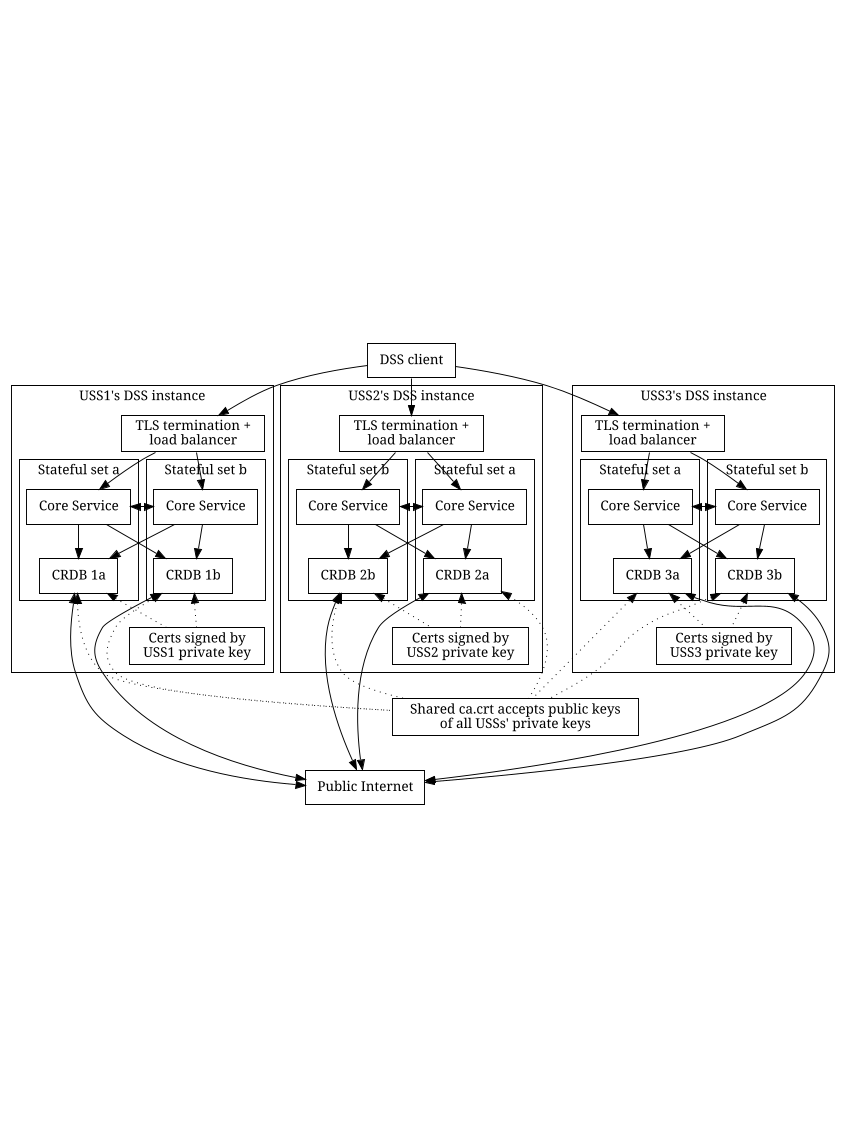 DSS client
USS1's DSS instance
USS2's DSS instance
USS3's DSS instance
TLS termination +
load balancer
TLS termination +
load balancer
TLS termination +
load balancer
Stateful set a
Stateful set b
Stateful set b
Stateful set a
Stateful set a
Stateful set b
Core Service
Core Service
Core Service
Core Service
Core Service
Core Service
CRDB 1a
CRDB 1b
CRDB 2b
CRDB 2a
CRDB 3a
CRDB 3b
Certs signed by
USS1 private key
Certs signed by
USS2 private key
Certs signed by
USS3 private key
Shared ca.crt accepts public keys
of all USSs' private keys
Public Internet